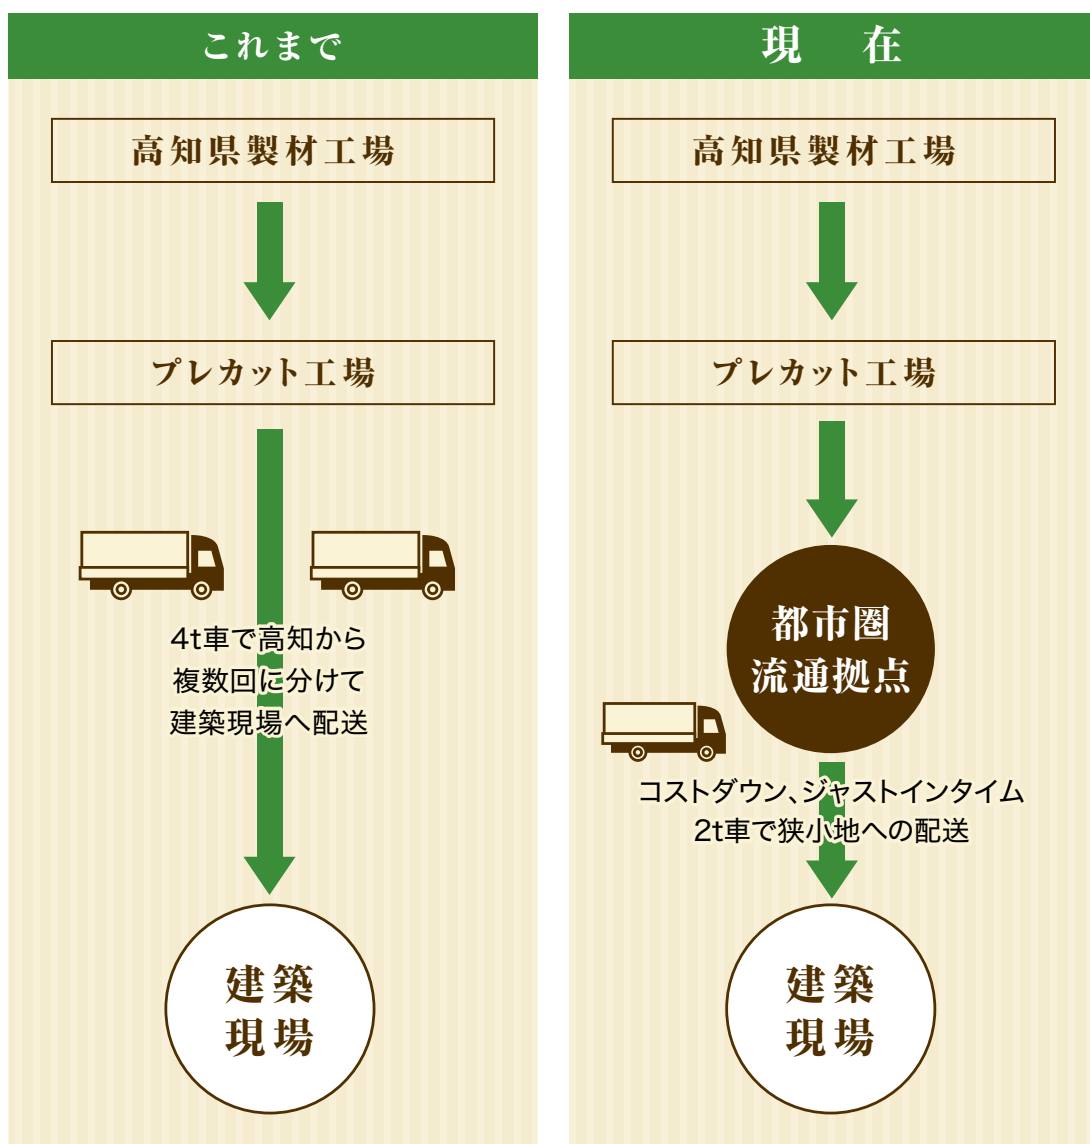 これまで
高知県製材工場
プレカット工場
4t車で高知から
複数回に分けて
建築現場へ配送
建築
現場
現 在
高知県製材工場
プレカット工場
都市圏
流通拠点
コストダウン、ジャストインタイム
2t車で狭小地への配送
建築
現場